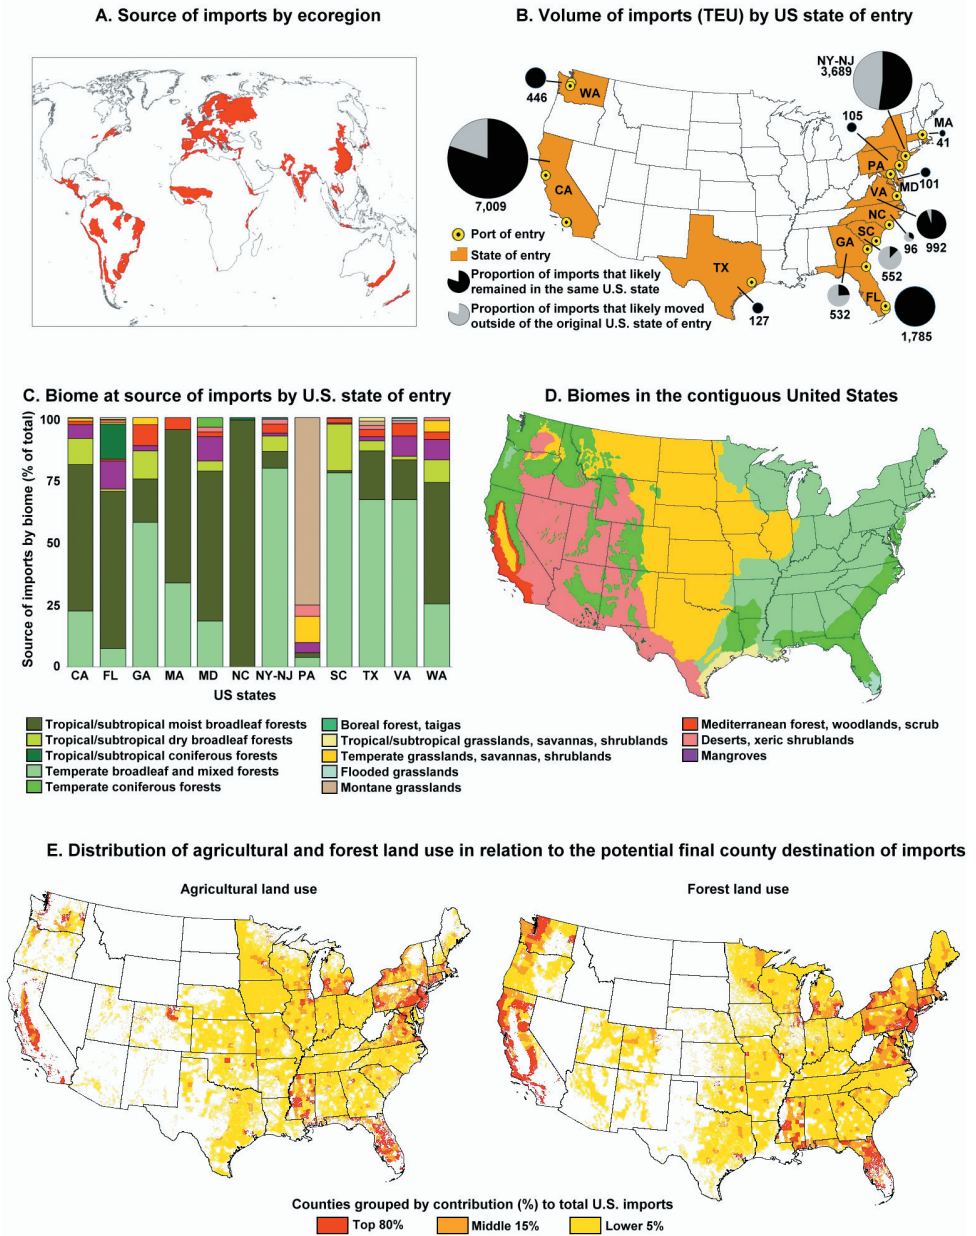 A. Source of imports by ecoregion
B. Volume of imports (TEU) by US state of entry
NY-NJ
3,689
WA
446
105
MA
41
PA
MD
101
VA
CA
7,009
NC
96
992
SC
GA
552
TX
FL
127
532
1,785
Port of entry
State of entry
Proportion of imports that likely
remained in the same U.S. state
Proportion of imports that likely moved
outside of the original U.S. state of entry
C. Biome at source of imports by U.S. state of entry
Source of imports by biome (% of total)
100
75
50
25
0
CA FL GA MA MD NC NY-NJ PA SC TX VA WA
US states
D. Biomes in the contiguous United States
Tropical/subtropical moist broadleaf forests
Tropical/subtropical dry broadleaf forests
Tropical/subtropical coniferous forests
Temperate broadleaf and mixed forests
Temperate coniferous forests
Boreal forest, taigas
Tropical/subtropical grasslands, savannas, shrublands
Temperate grasslands, savannas, shrublands
Flooded grasslands
Montane grasslands
Mediterranean forest, woodlands, scrub
Deserts, xeric shrublands
Mangroves
E. Distribution of agricultural and forest land use in relation to the potential final county destination of imports
Agricultural land use
Forest land use
Counties grouped by contribution (%) to total U.S. imports
Top 80%
Middle 15%
Lower 5%